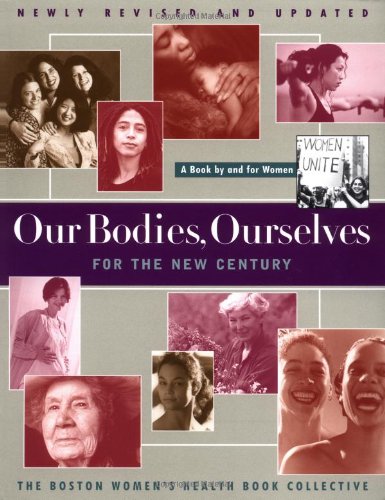 NEWLY REVISED AND UPDATED
A Book by and for Women
WOMEN
UNITE
Our Bodies, Ourselves
FOR THE NEW CENTURY
THE BOSTON WOMEN'S HEALTH BOOK COLLECTIVE